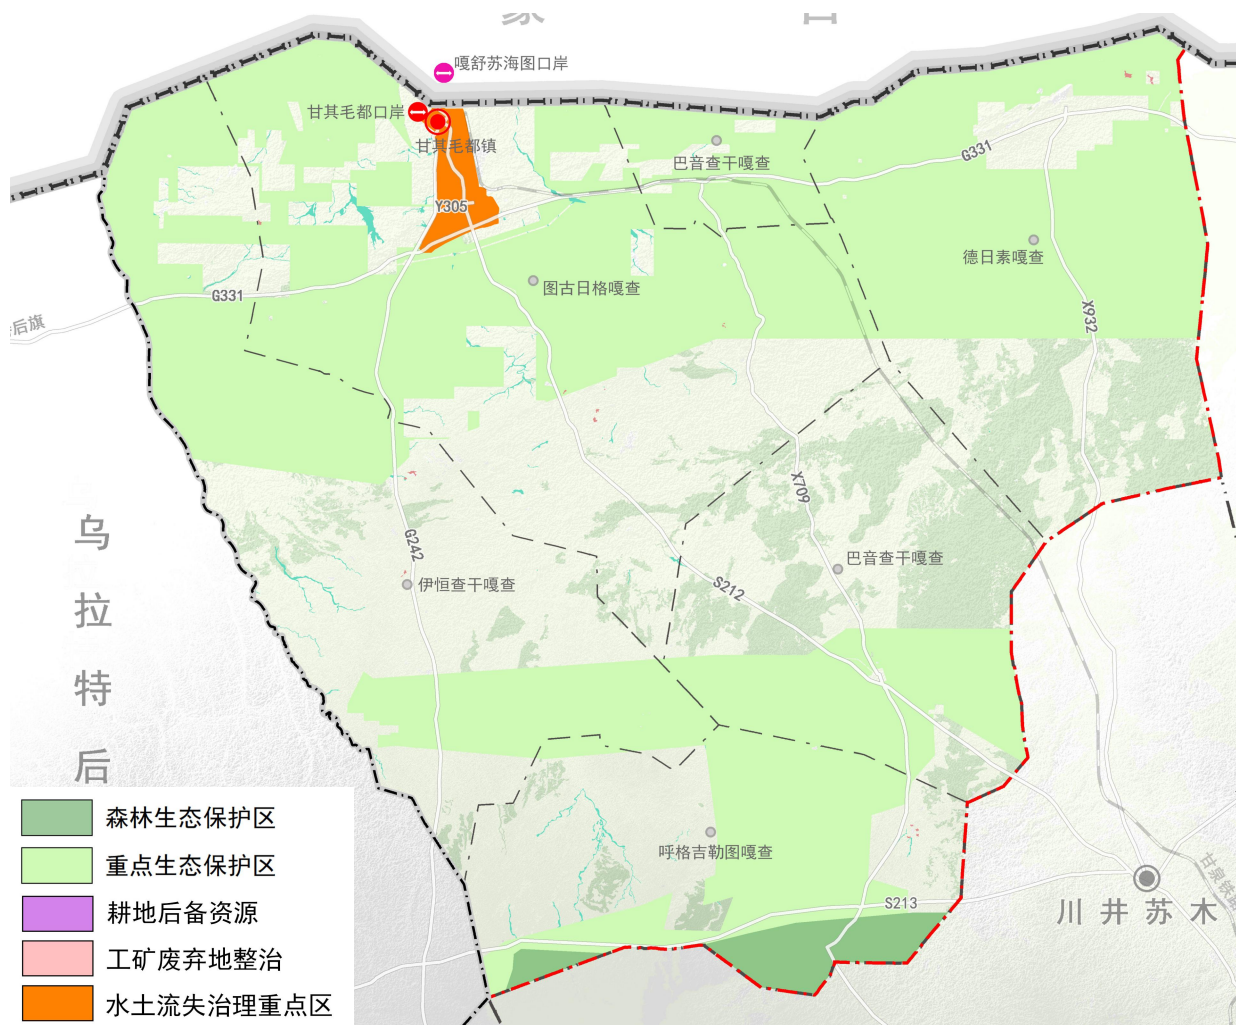 嘎舒苏海图口岸
甘其毛都口岸
甘其毛都镇
巴音查干嘎查
G331
Y305
德日素嘎查
图古日格嘎查
G331
后旗
X932
X709
G242
乌拉特后
巴音查干嘎查
伊恒查干嘎查
S212
呼格吉勒图嘎查
S213
川井苏木
甘泉铁
森林生态保护区
重点生态保护区
耕地后备资源
工矿废弃地整治
水土流失治理重点区